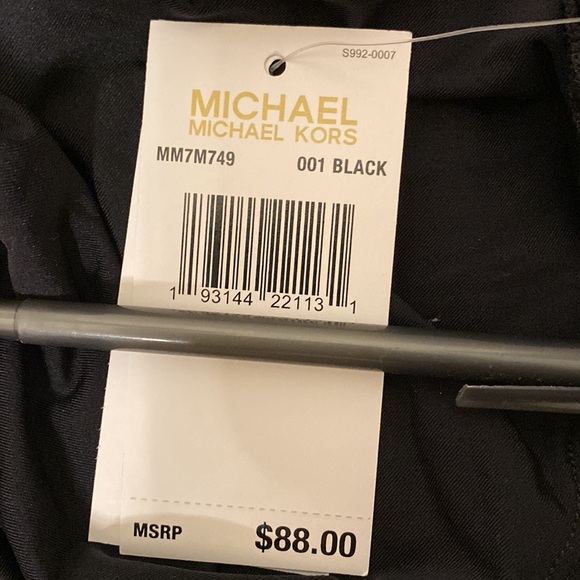 S992-0007
MICHAEL
MICHAEL KORS
MM7M749 001 BLACK
1 93144 22113 1
MSRP $88.00